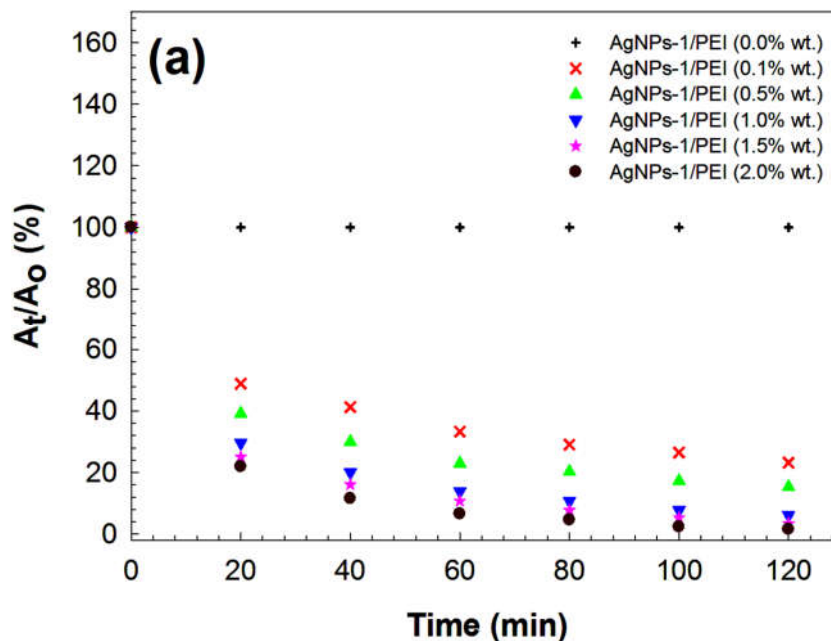 (a)
AgNPs-1/PEI (0.0% wt.)
AgNPs-1/PEI (0.1% wt.)
AgNPs-1/PEI (0.5% wt.)
AgNPs-1/PEI (1.0% wt.)
AgNPs-1/PEI (1.5% wt.)
AgNPs-1/PEI (2.0% wt.)
At/Ao (%)
160
140
120
100
80
60
40
20
0
0 20 40 60 80 100 120
Time (min)